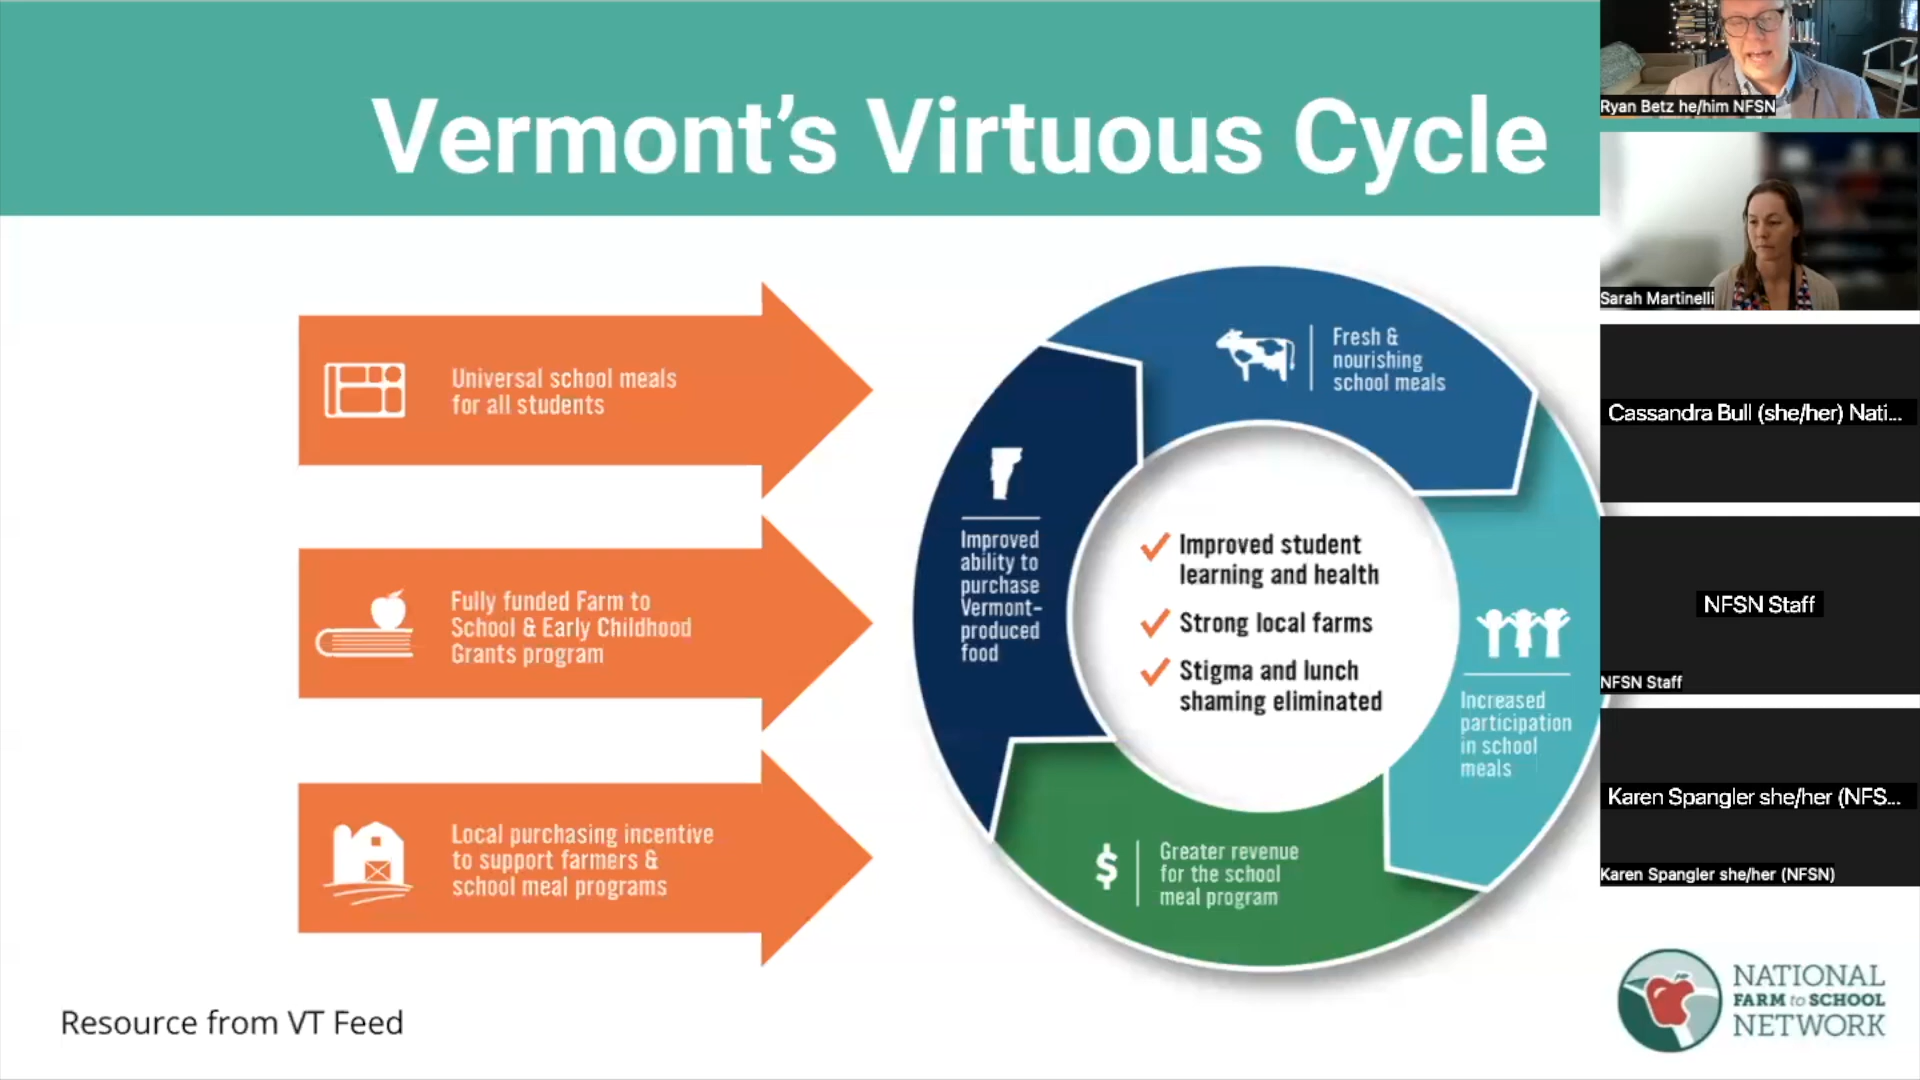 Vermont's Virtuous Cycle
Universal school meals
for all students
Fully funded Farm to
School & Early Childhood
Grants program
Local purchasing incentive
to support farmers &
school meal programs
Fresh &
nourishing
school meals
Improved
ability to
purchase
Vermont-
produced
food
Improved student
learning and health
Strong local farms
Stigma and lunch
shaming eliminated
Increased
participation
in school
meals
$
Greater revenue
for the school
meal program
Resource from VT Feed
Ryan Betz he/him NFSN
Sarah Martinelli
Cassandra Bull (she/her) Nati...
NFSN Staff
NFSN Staff
Karen Spangler she/her (NFS...
Karen Spangler she/her (NFSN)
NATIONAL
FARM to SCHOOL
NETWORK